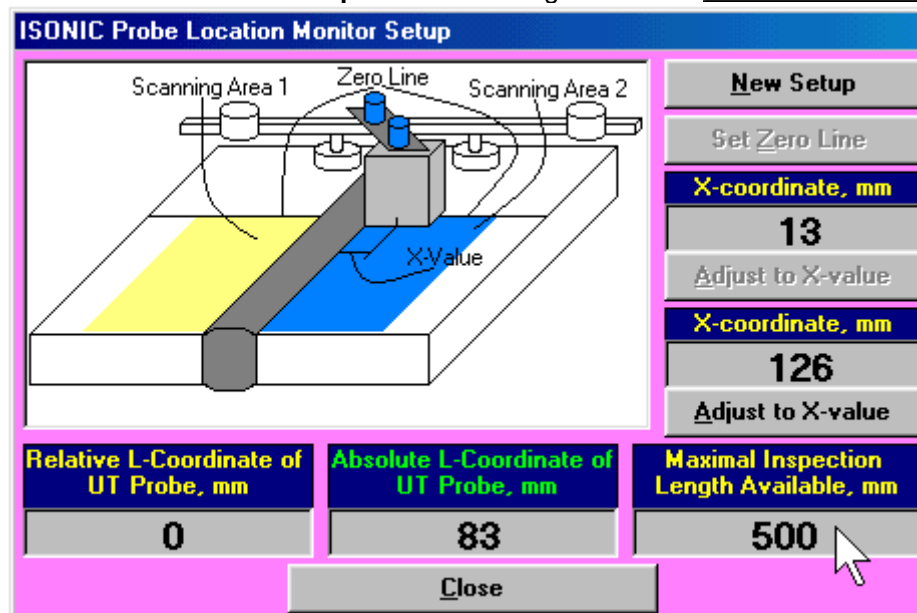 ISONIC Probe Location Monitor Setup
Scanning Area 1
Zero Line
Scanning Area 2
X-Value
New Setup
Set Zero Line
X-coordinate, mm
13
Adjust to X-value
X-coordinate, mm
126
Adjust to X-value
Relative L-Coordinate of
UT Probe, mm
0
Absolute L-Coordinate of
UT Probe, mm
83
Maximal Inspection
Length Available, mm
500
Close